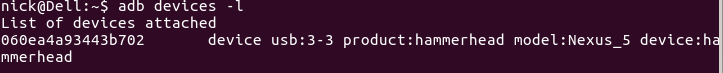 nick@Dell:~$ adb devices -l
List of devices attached
060ea4a93443b702       device usb:3-3 product:hammerhead model:Nexus_5 device:ha
mmerhead